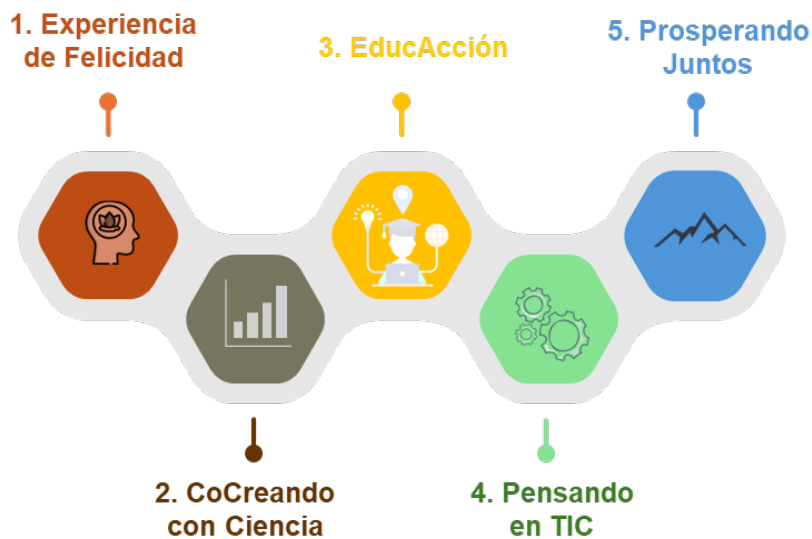 1. Experiencia
de Felicidad
2. CoCreando
con Ciencia
3. EducAcción
4. Pensando
en TIC
5. Prosperando
Juntos